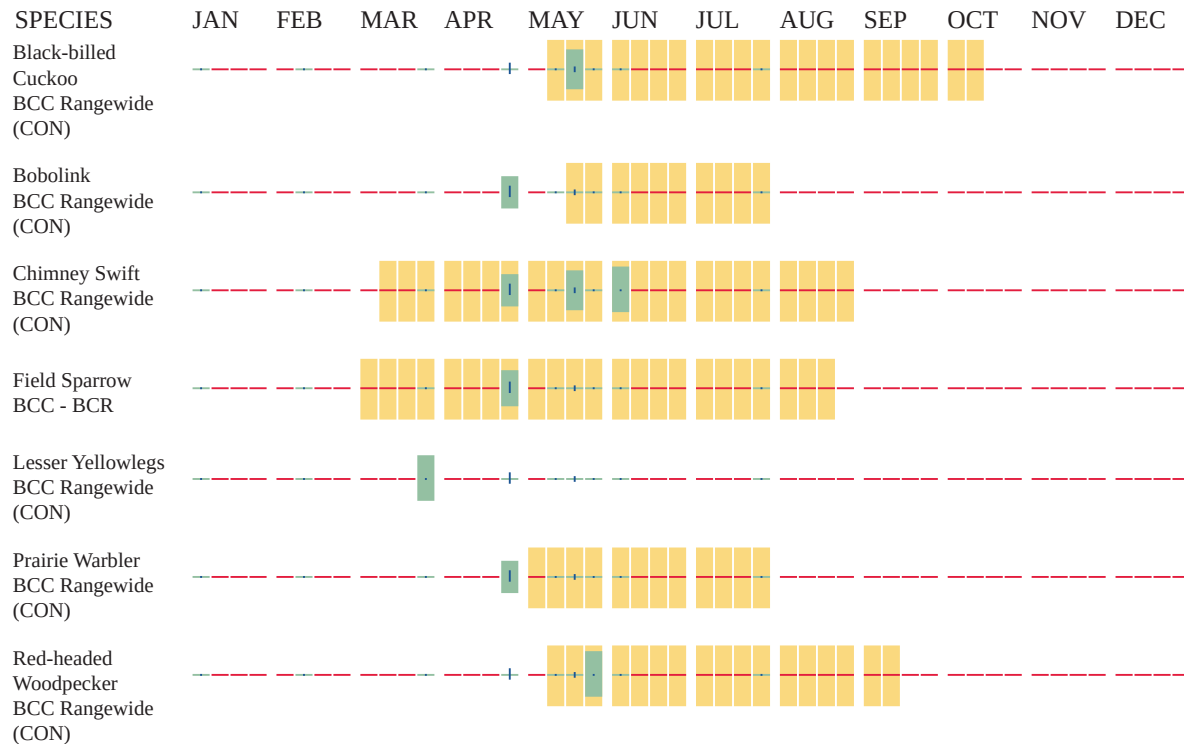 SPECIES JAN FEB MAR APR MAY JUN JUL AUG SEP OCT NOV DEC
Black-billed
Cuckoo
BCC Rangewide
(CON)
Bobolink
BCC Rangewide
(CON)
Chimney Swift
BCC Rangewide
(CON)
Field Sparrow
BCC - BCR
Lesser Yellowlegs
BCC Rangewide
(CON)
Prairie Warbler
BCC Rangewide
(CON)
Red-headed
Woodpecker
BCC Rangewide
(CON)